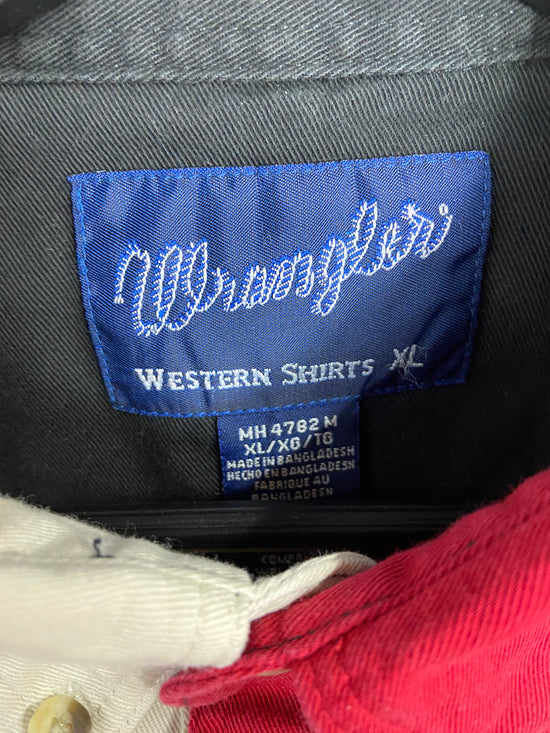 Wrangler®
WESTERN SHIRTS XL
MH 4782 M
XL/XG/TG
MADE IN BANGLADESH
HECHO EN BANGLADESH
FABRIQUE AU
BANGLADESH